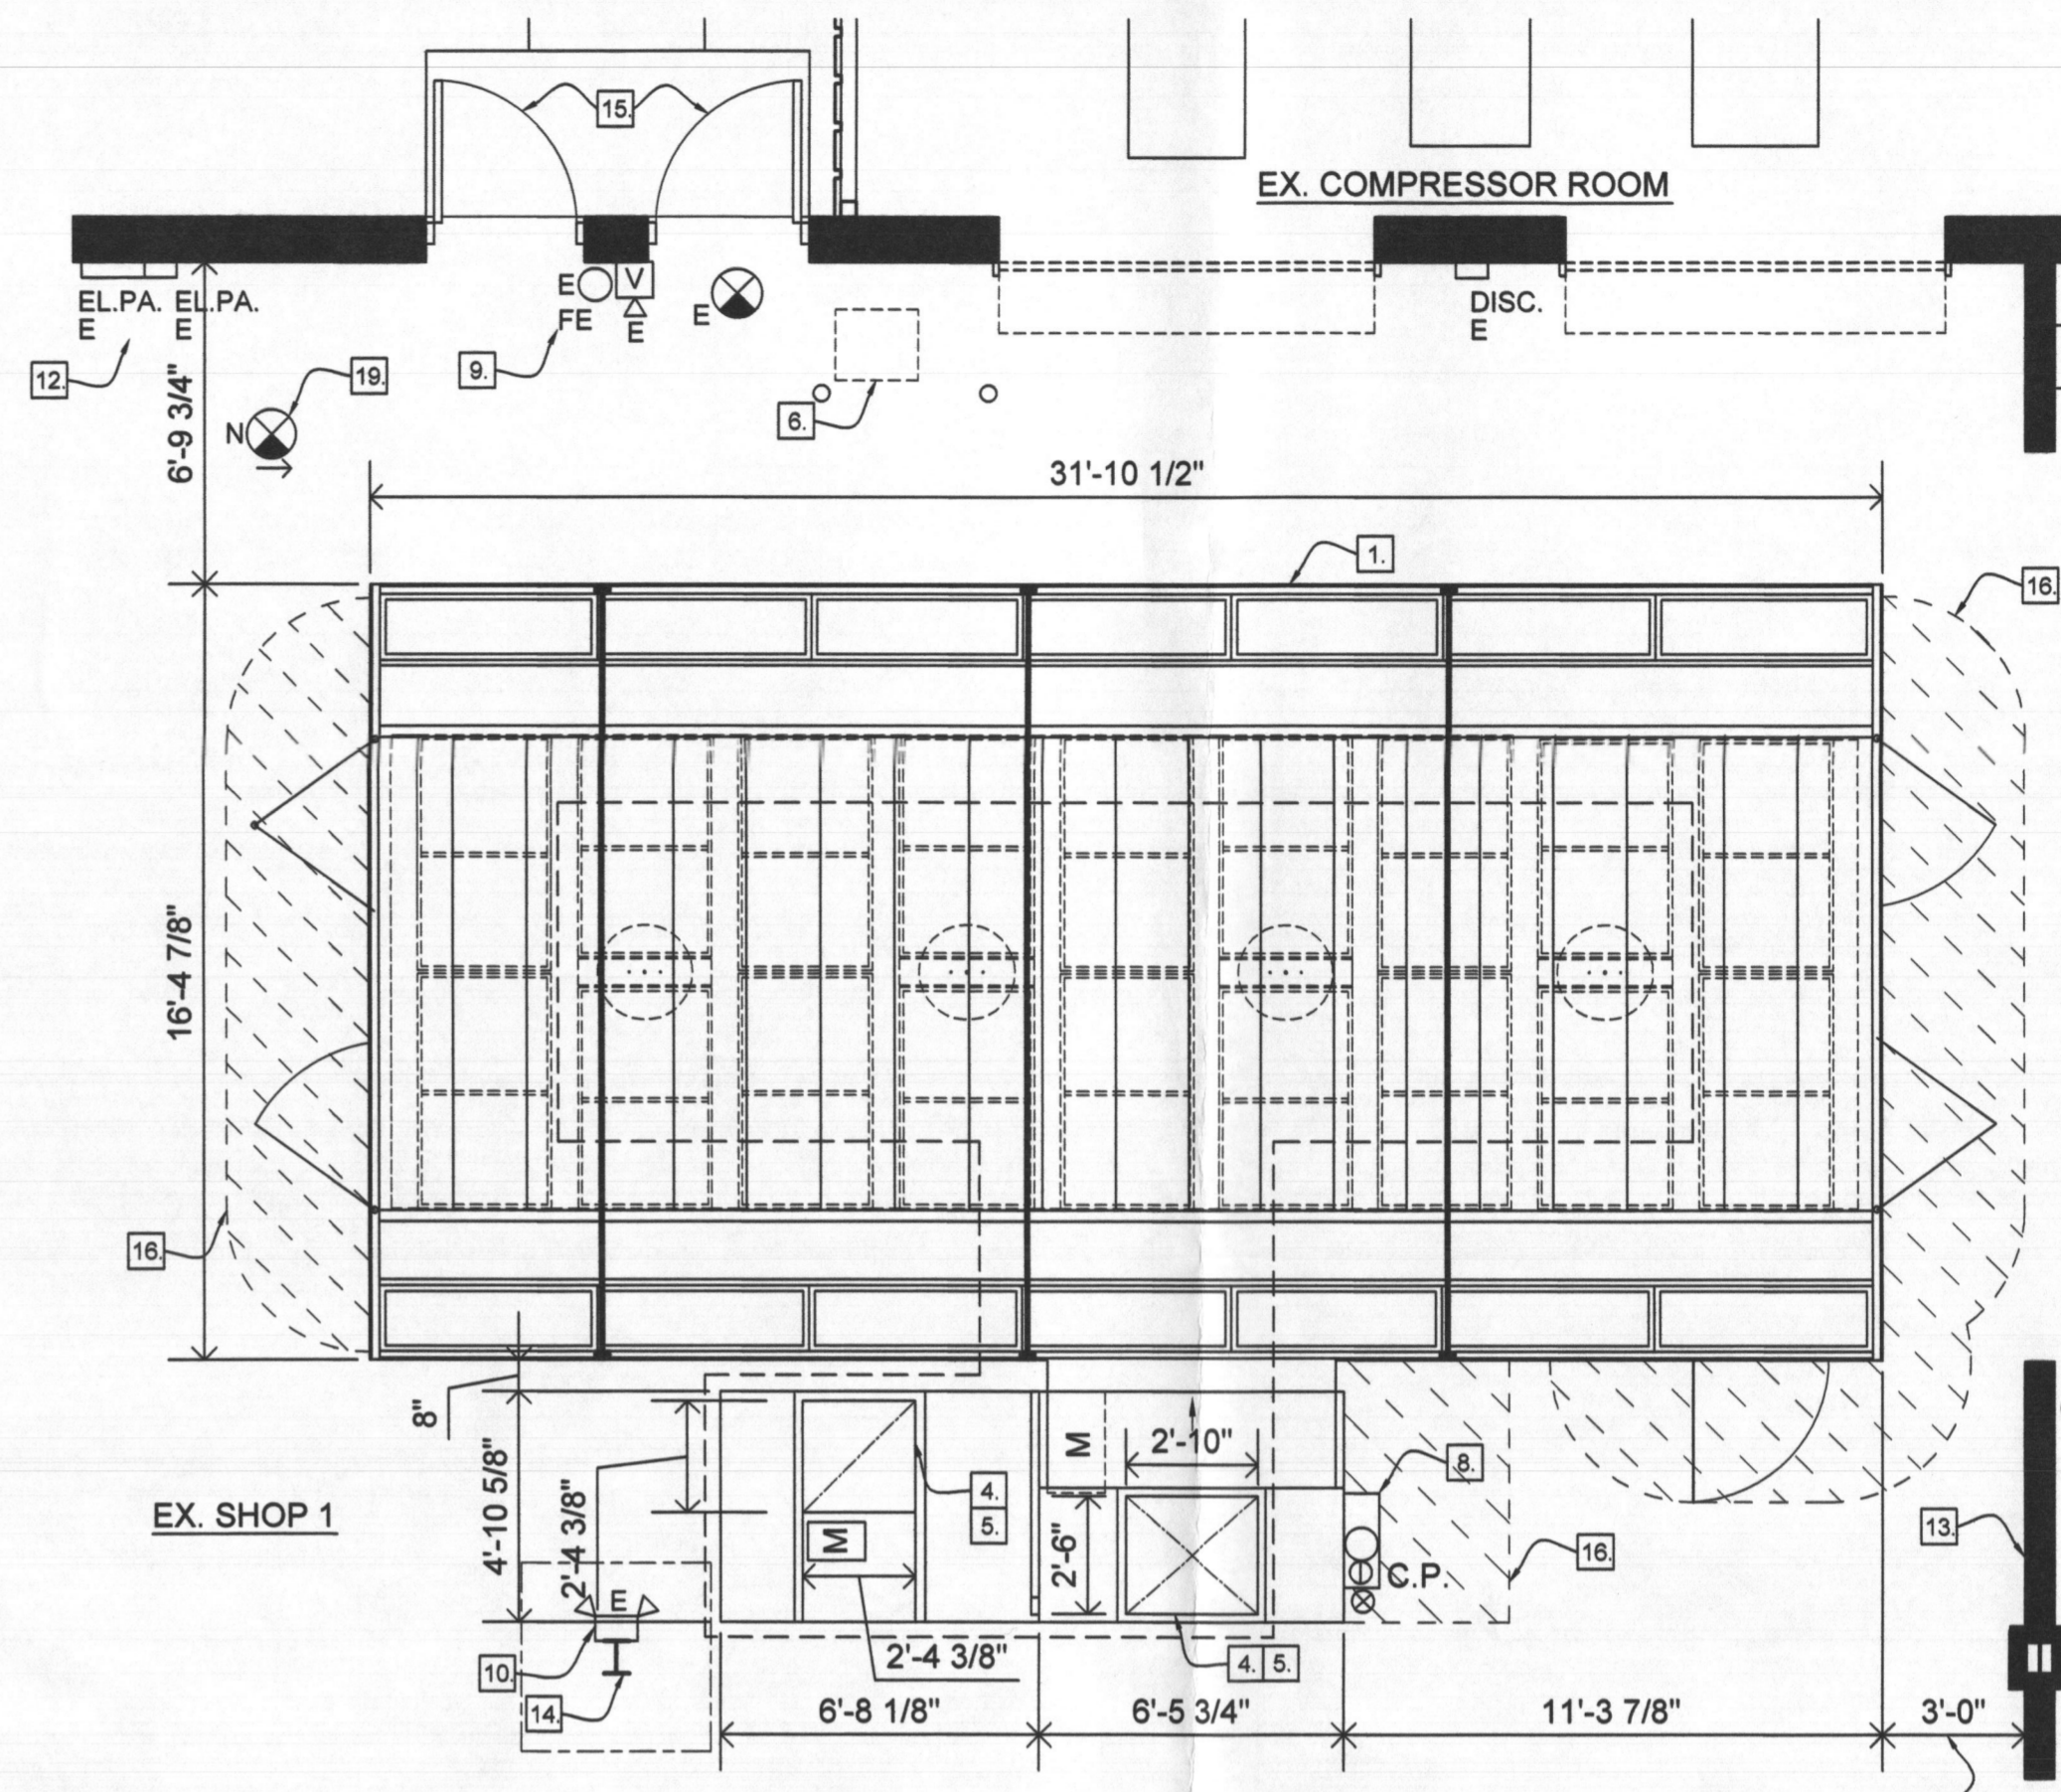 15.
EX. COMPRESSOR ROOM
EL.PA. EL.PA.
E E
E V
FE E
E
DISC.
E
12.
19.
9.
6.
N
6'-9 3/4"
31'-10 1/2"
1.
16.
16'-4 7/8"
16.
8"
4'-10 5/8"
2'-4 3/8"
M
2'-10"
8.
4.
5.
EX. SHOP 1
M
2'-6"
13.
16.
C.P.
E
10.
14.
2'-4 3/8"
4. 5.
6'-8 1/8" 6'-5 3/4" 11'-3 7/8" 3'-0"